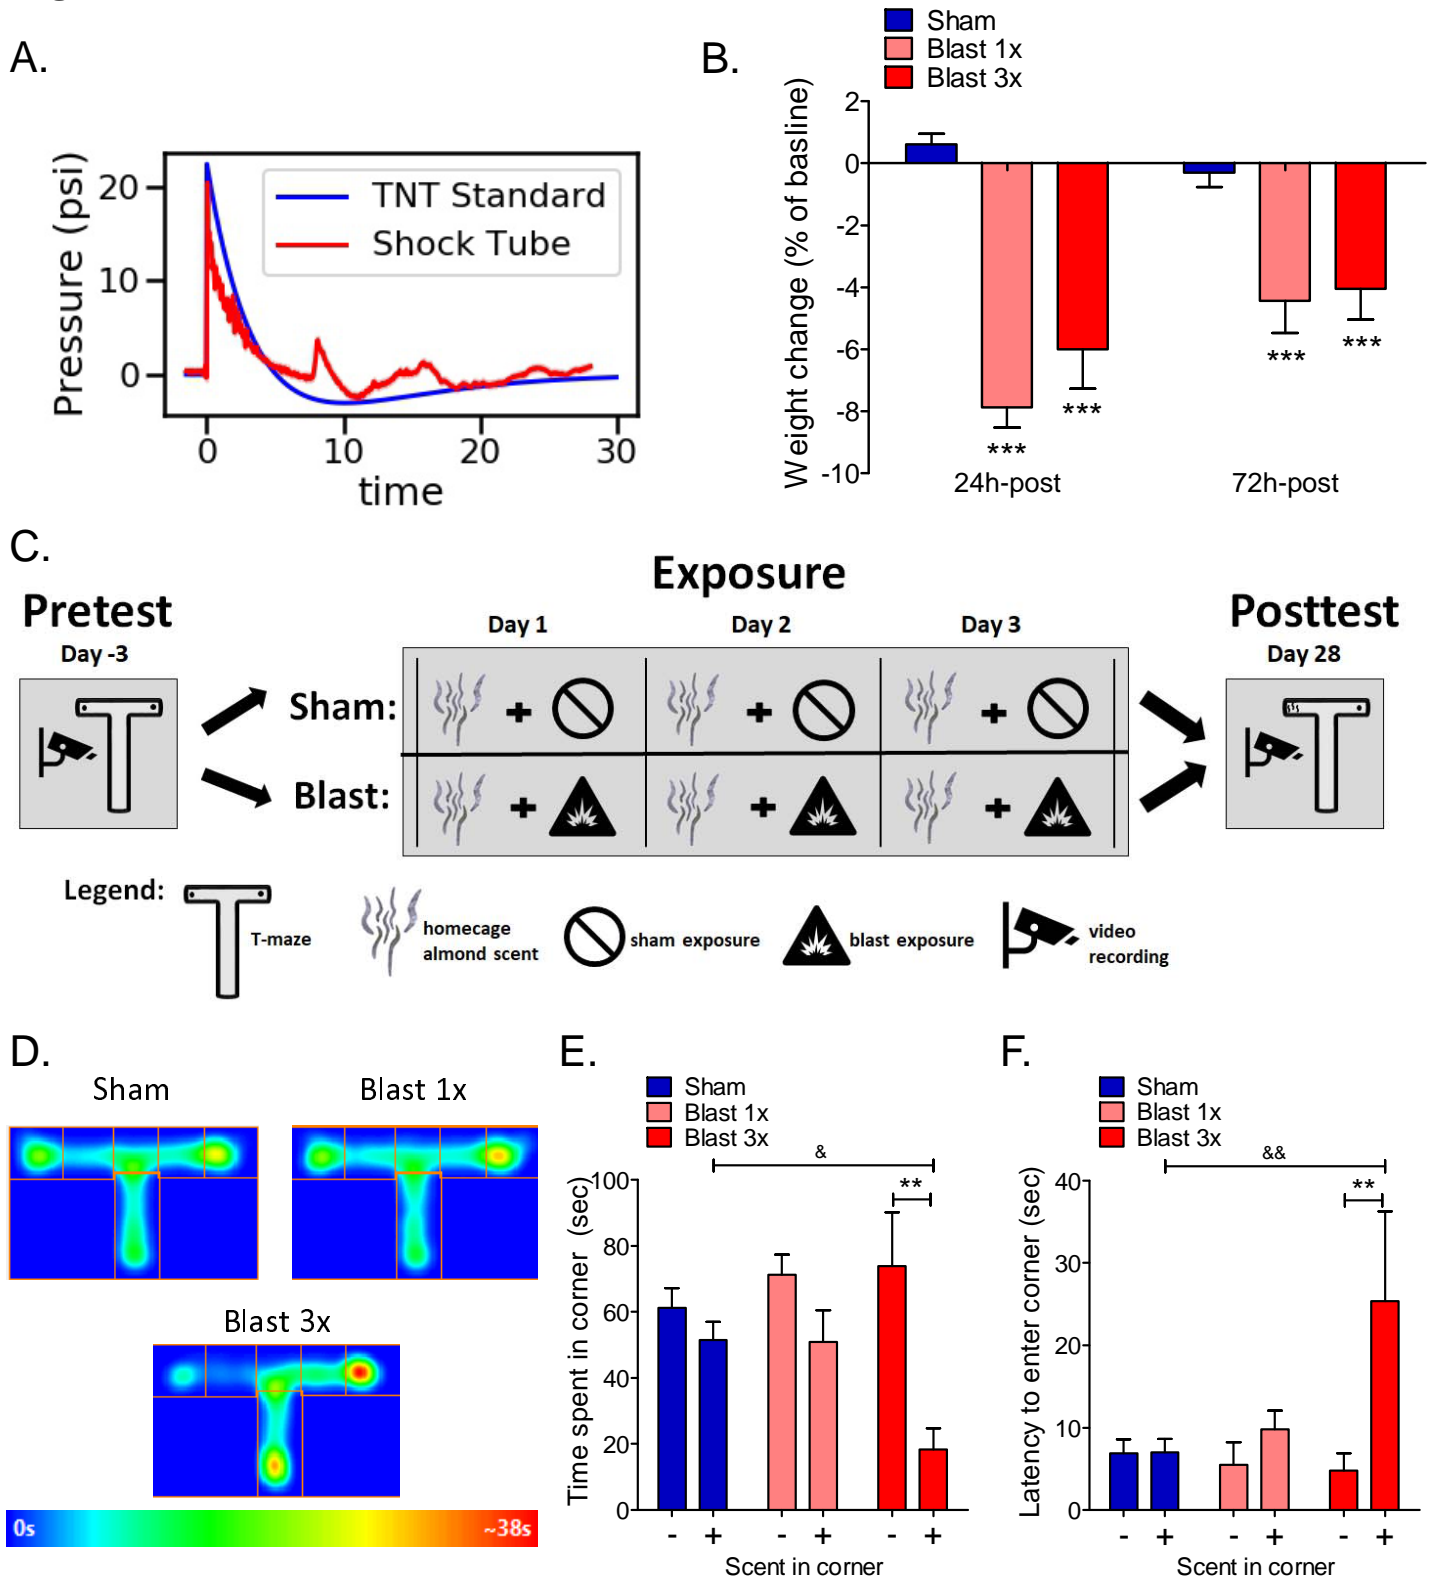 A.
Pressure (psi)
20
10
0
TNT Standard
Shock Tube
0 10 20 30
time
B.
Sham
Blast 1x
Blast 3x
Weight change (% of basline)
2
0
-2
-4
-6
-8
-10
*** *** *** ***
24h-post 72h-post
C.
Exposure
Pretest
Day -3
Day 1 Day 2 Day 3
Posttest
Day 28
Sham: + + +
Blast: + + +
Legend:
T-maze
homecage
almond scent
sham exposure
blast exposure
video
recording
D.
Sham
Blast 1x
Blast 3x
0s ~38s
E.
Sham
Blast 1x
Blast 3x
&
**
Time spent in corner (sec)
100
80
60
40
20
0
- + - + - +
Scent in corner
F.
Sham
Blast 1x
Blast 3x
&&
**
Latency to enter corner (sec)
40
30
20
10
0
- + - + - +
Scent in corner